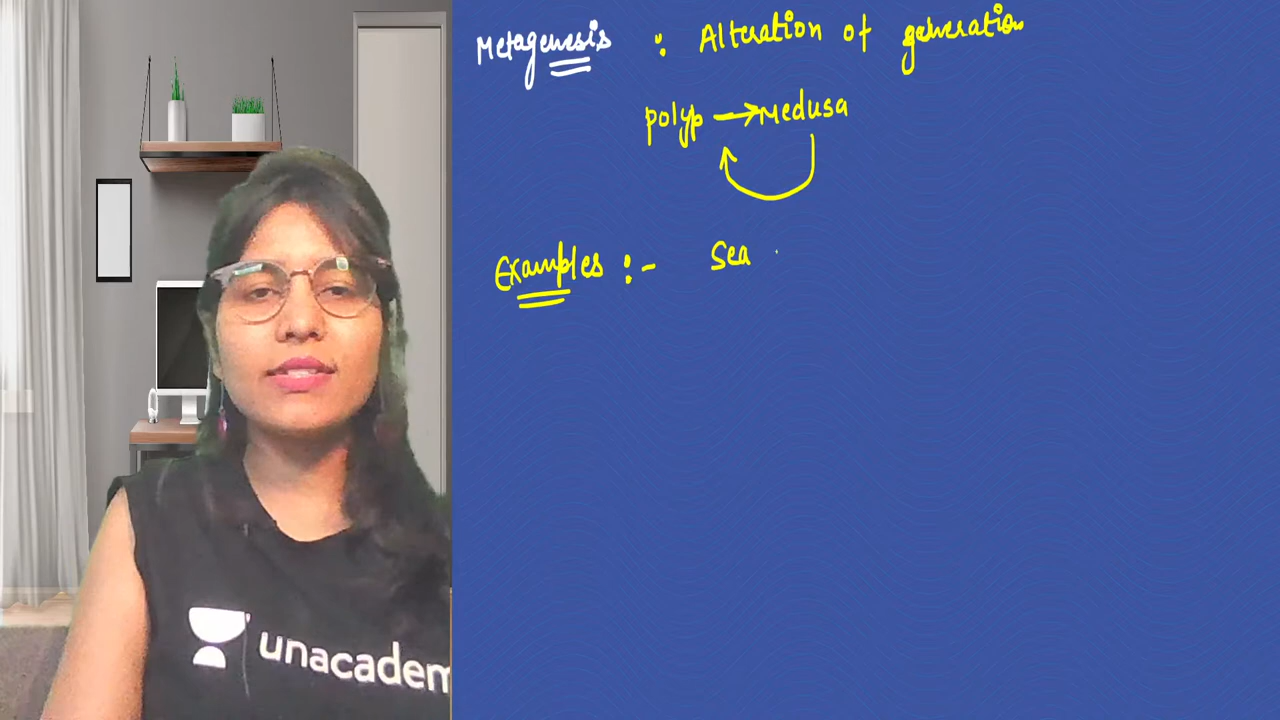 Metagenesis : Alteration of generation
polyp → Medusa
Examples :- Sea
unacadem